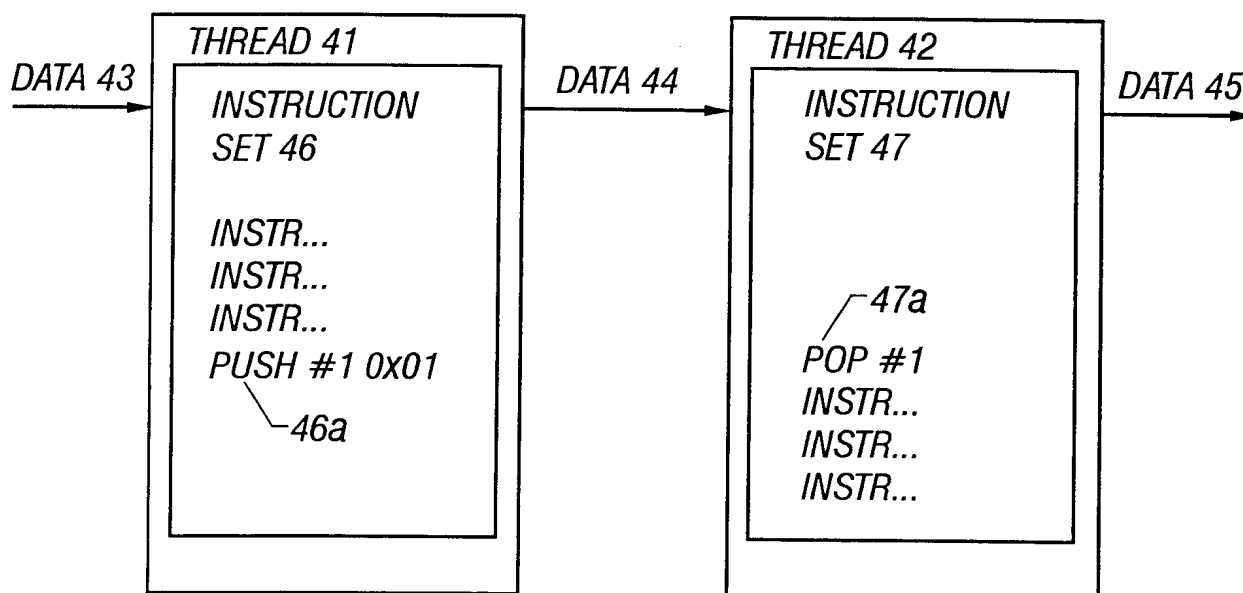 DATA 43
THREAD 41
INSTRUCTION
SET 46
INSTR...
INSTR...
INSTR...
PUSH #1 0X01
46a
DATA 44
THREAD 42
INSTRUCTION
SET 47
47a
POP #1
INSTR...
INSTR...
INSTR...
DATA 45